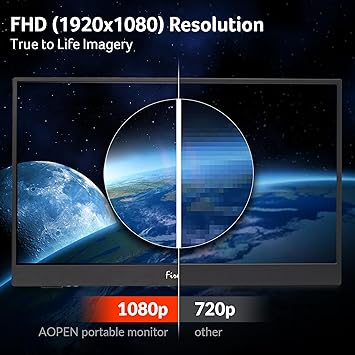 FHD (1920x1080) Resolution
True to Life Imagery
1080p
720p
AOPEN portable monitor
other